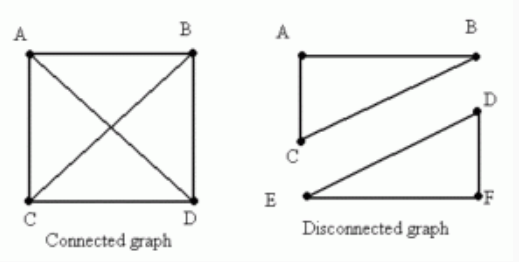 A B
C D
Connected graph
A B
C
D
E F
Disconnected graph